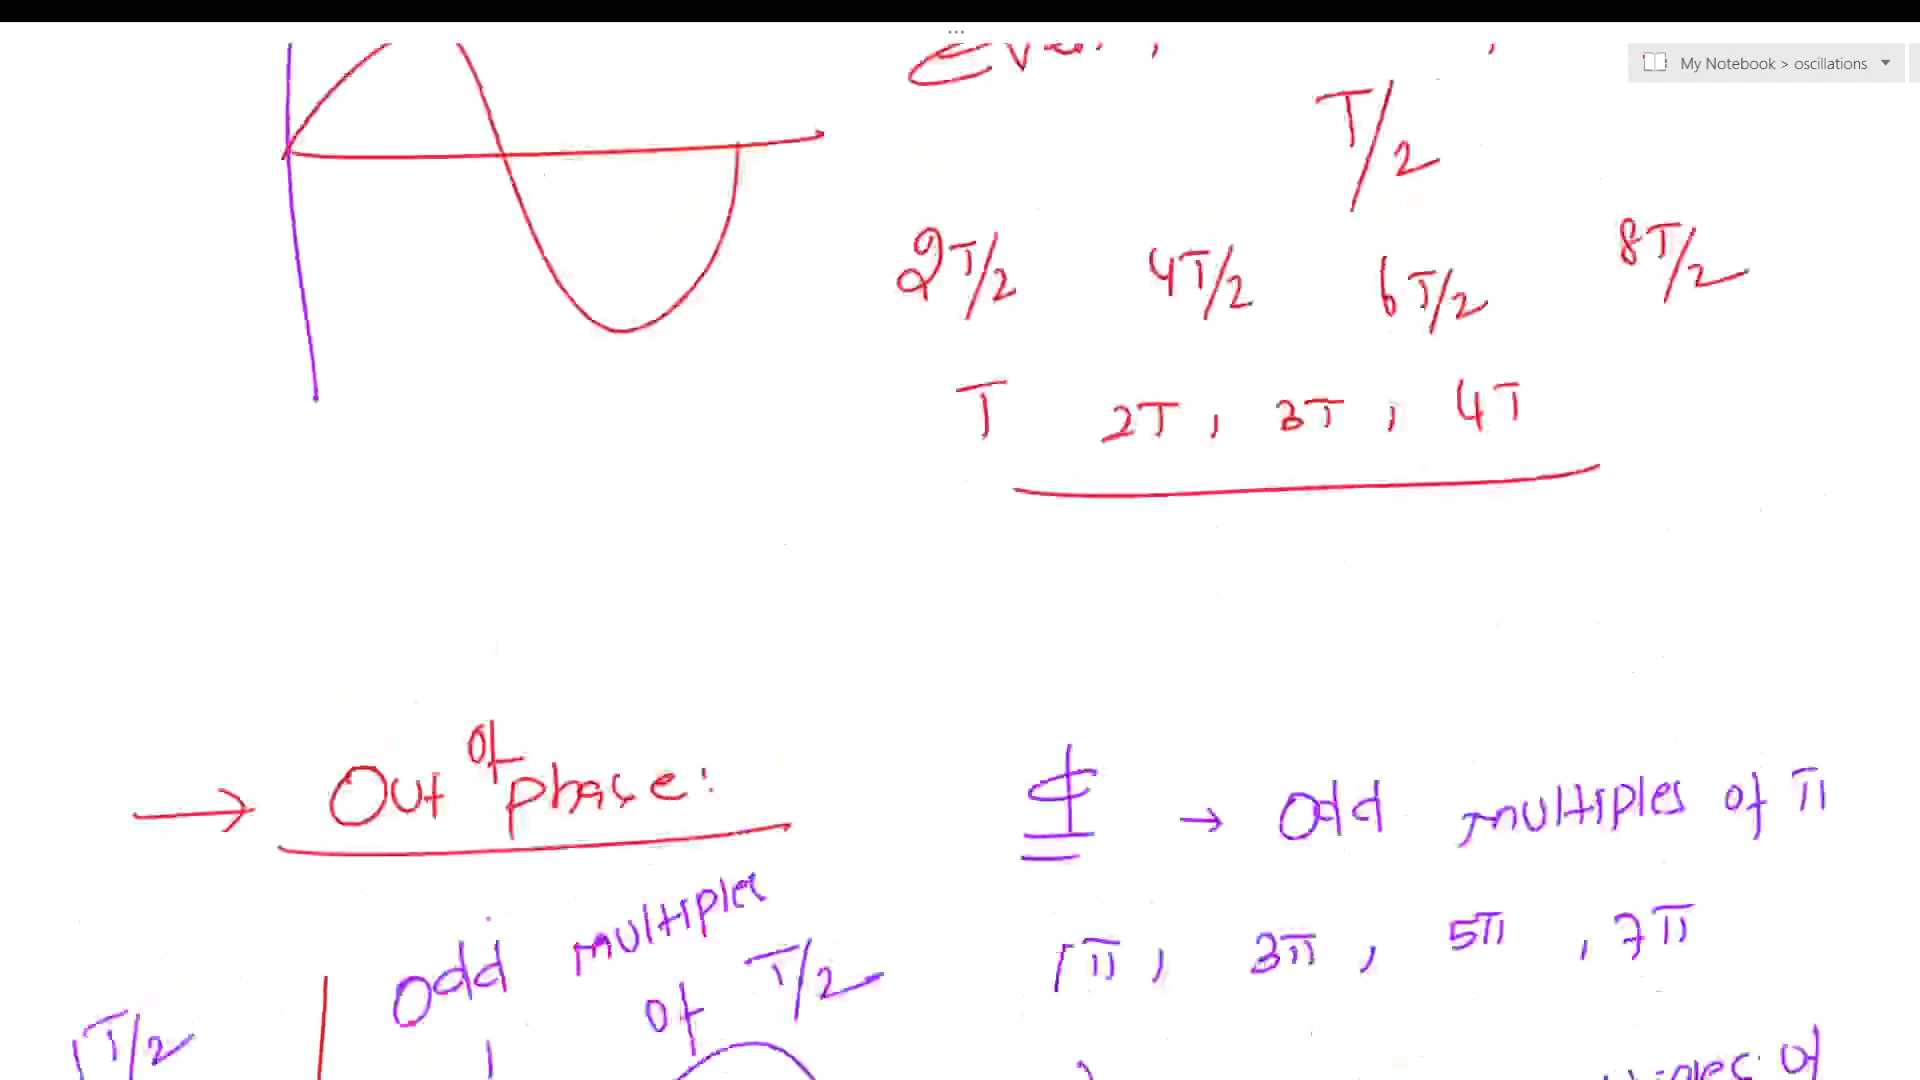 My Notebook > oscillations
T/2
2T/2 4T/2 6T/2 8T/2
T 2T, 3T, 4T
→ Out of phase:
Φ → Odd multiples of π
Odd multiples of T/2
1π, 3π, 5π, 7π
1T/2
of